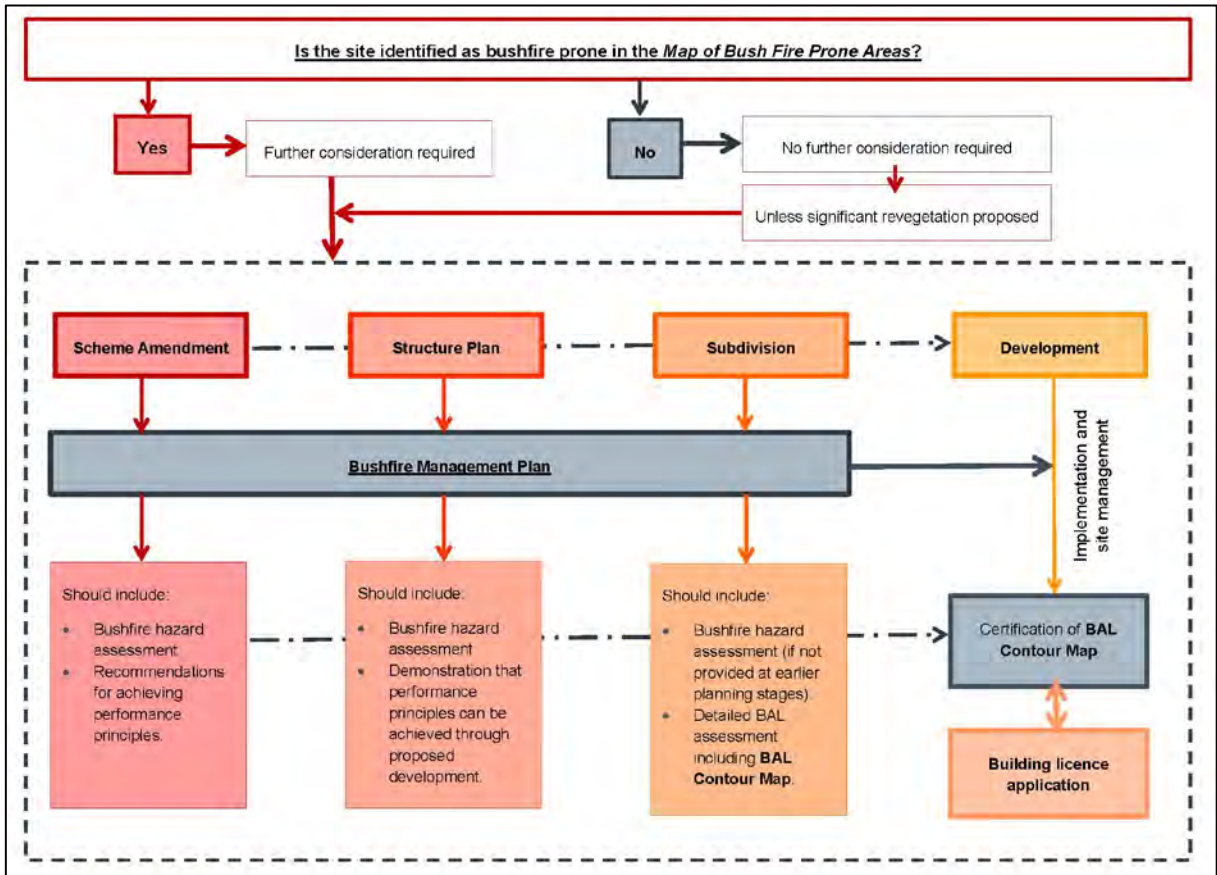 Is the site identified as bushfire prone in the Map of Bush Fire Prone Areas?
Yes
Further consideration required
No
No further consideration required
Unless significant revegetation proposed
Scheme Amendment
Structure Plan
Subdivision
Development
Bushfire Management Plan
Implementation and
site management
Should include:
• Bushfire hazard
assessment
• Recommendations
for achieving
performance
principles.
Should include:
• Bushfire hazard
assessment
• Demonstration that
performance
principles can be
achieved through
proposed
development.
Should include:
• Bushfire hazard
assessment (if not
provided at earlier
planning stages).
• Detailed BAL
assessment
including BAL
Contour Map.
Certification of BAL
Contour Map
Building licence
application